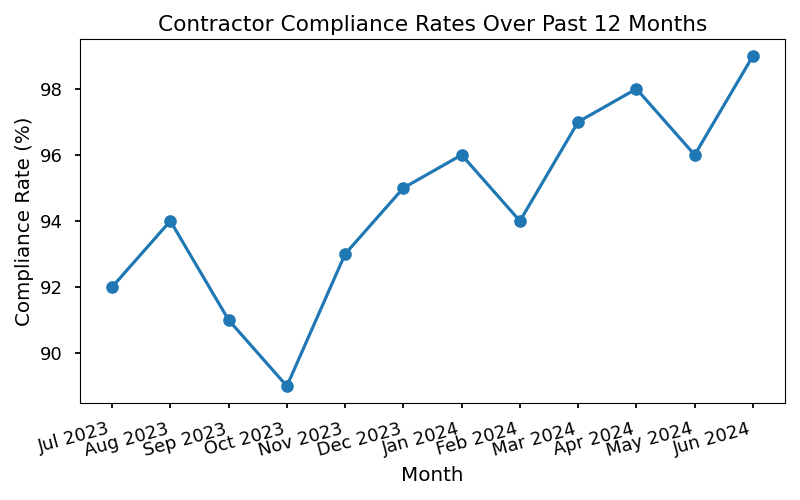 Contractor Compliance Rates Over Past 12 Months
Compliance Rate (%)
98
96
94
92
90
Jul 2023
Aug 2023
Sep 2023
Oct 2023
Nov 2023
Dec 2023
Jan 2024
Feb 2024
Mar 2024
Apr 2024
May 2024
Jun 2024
Month